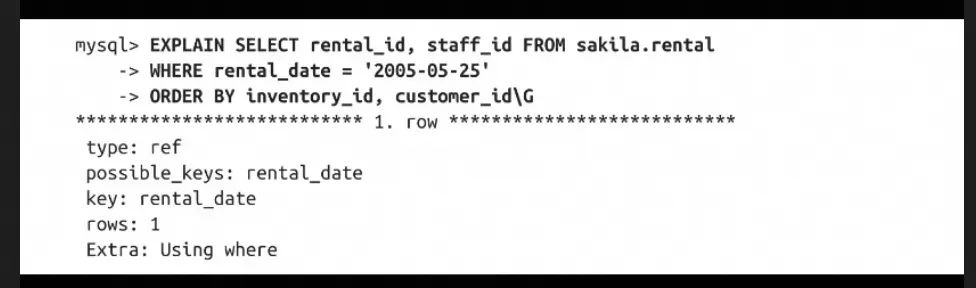 mysql> EXPLAIN SELECT rental_id, staff_id FROM sakila.rental
-> WHERE rental_date = '2005-05-25'
-> ORDER BY inventory_id, customer_id\G
*************************** 1. row ***************************
type: ref
possible_keys: rental_date
key: rental_date
rows: 1
Extra: Using where